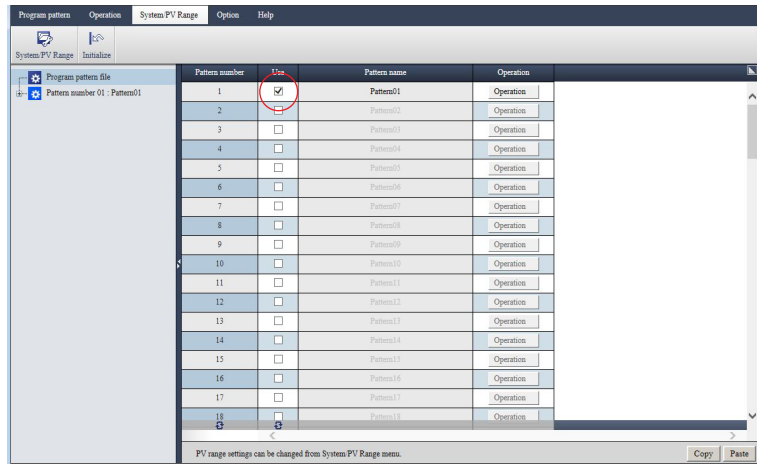 Program pattern Operation System/PV Range Option Help
System/PV Range Initialize
Program pattern file
Pattern number 01 : Pattern01
Pattern number Use Pattern name Operation
1 Pattern01 Operation
2 Pattern02 Operation
3 Pattern03 Operation
4 Pattern04 Operation
5 Pattern05 Operation
6 Pattern06 Operation
7 Pattern07 Operation
8 Pattern08 Operation
9 Pattern09 Operation
10 Pattern10 Operation
11 Pattern11 Operation
12 Pattern12 Operation
13 Pattern13 Operation
14 Pattern14 Operation
15 Pattern15 Operation
16 Pattern16 Operation
17 Pattern17 Operation
18 Pattern18 Operation
PV range settings can be changed from System/PV Range menu. Copy Paste